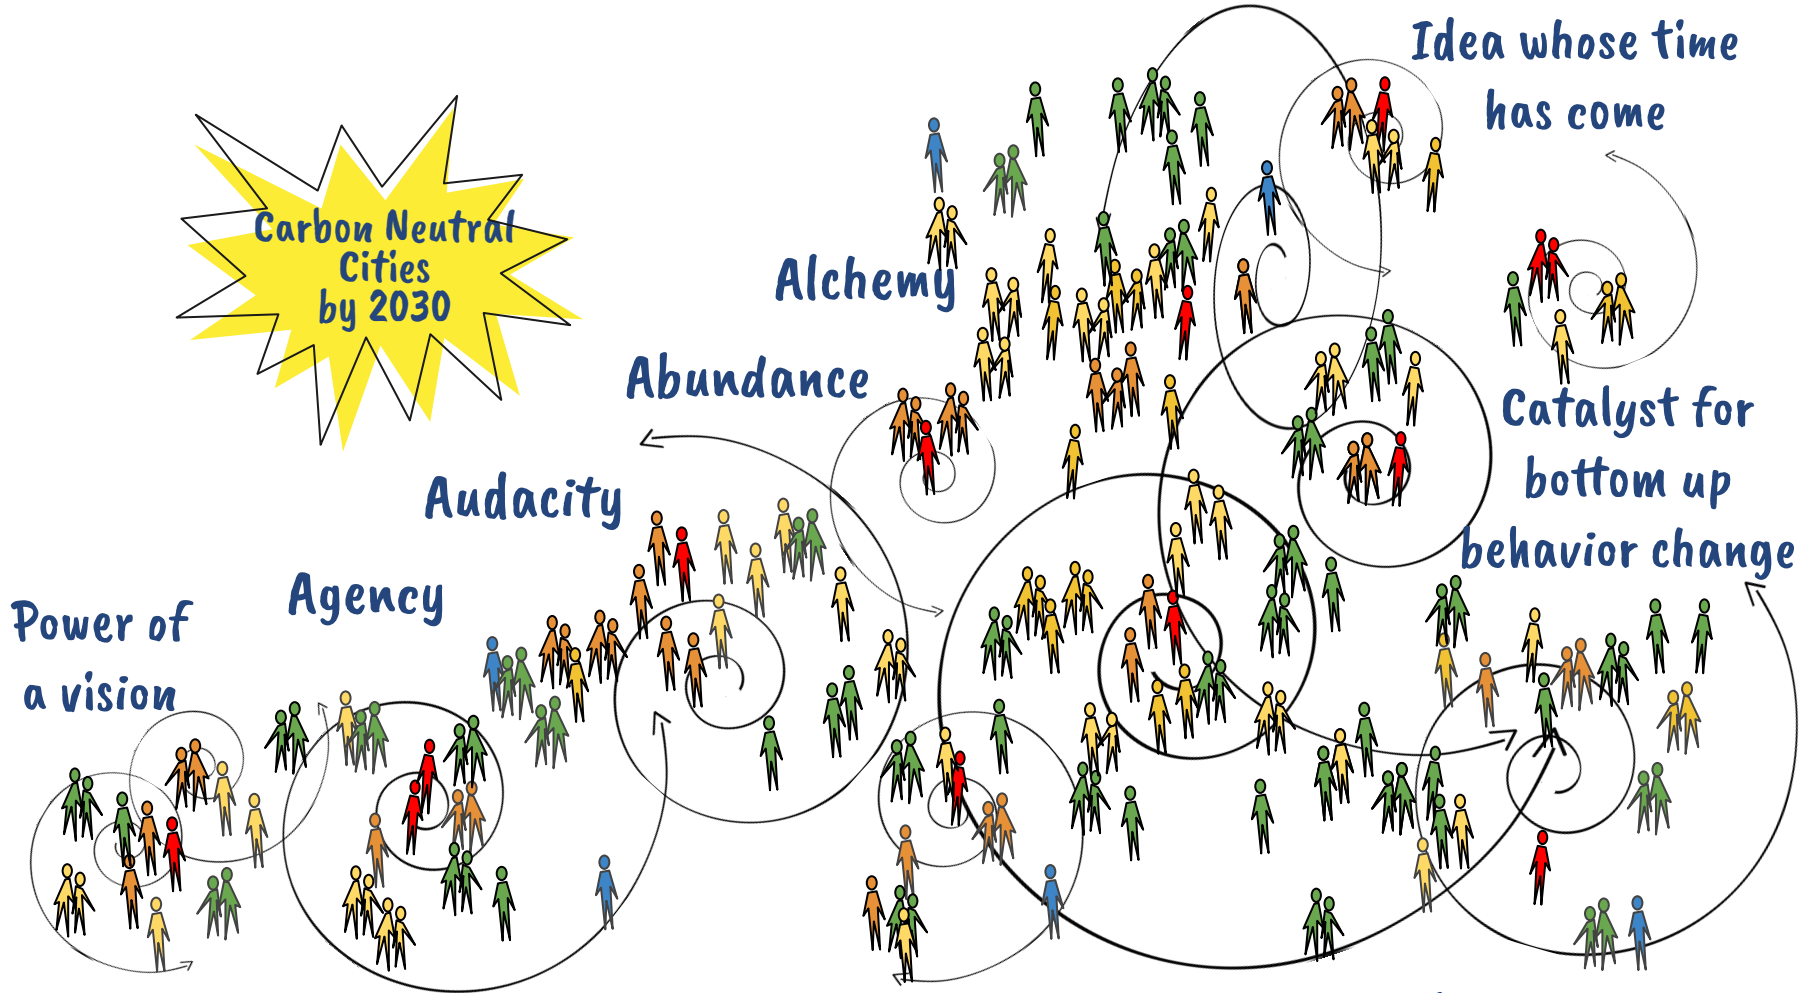 Idea whose time
has come
Carbon Neutral
Cities
by 2030
Alchemy
Abundance
Catalyst for
bottom up
behavior change
Audacity
Agency
Power of
a vision